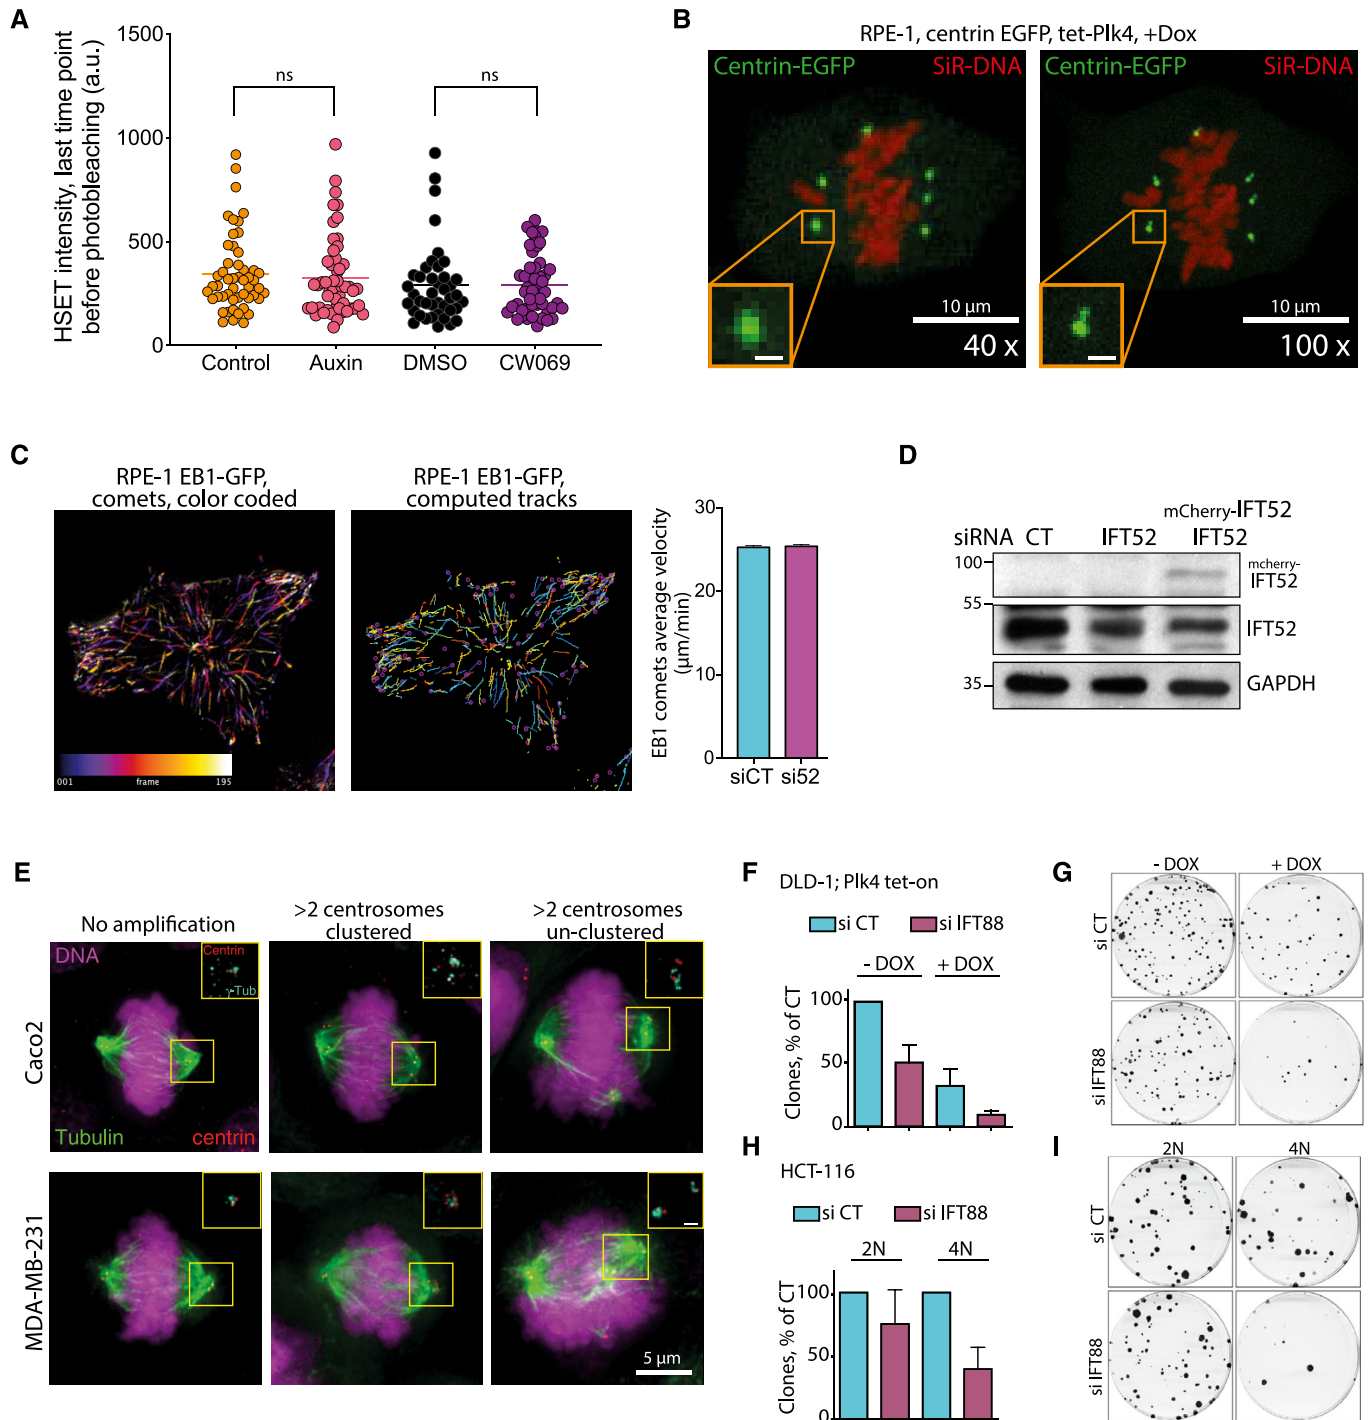 A
HSET intensity, last time point
before photobleaching (a.u.)
1500
1000
500
0
ns
ns
Control
Auxin
DMSO
CW069
B
RPE-1, centrin EGFP, tet-Plk4, +Dox
Centrin-EGFP
SiR-DNA
10 µm
40 x
Centrin-EGFP
SiR-DNA
10 µm
100 x
C
RPE-1 EB1-GFP,
comets, color coded
001
frame
195
RPE-1 EB1-GFP,
computed tracks
EB1 comets average velocity
(µm/min)
30
20
10
0
siCT
si52
D
mCherry-IFT52
siRNA CT IFT52 IFT52
100
mcherry-
IFT52
55
IFT52
35
GAPDH
E
No amplification
>2 centrosomes
clustered
>2 centrosomes
un-clustered
Caco2
DNA
Centrin
γ-Tub
Tubulin
centrin
MDA-MB-231
5 µm
F
DLD-1; Plk4 tet-on
si CT
si IFT88
- DOX
+ DOX
Clones, % of CT
100
50
0
G
- DOX
+ DOX
si CT
si IFT88
H
HCT-116
si CT
si IFT88
2N
4N
Clones, % of CT
100
50
0
I
2N
4N
si CT
si IFT88